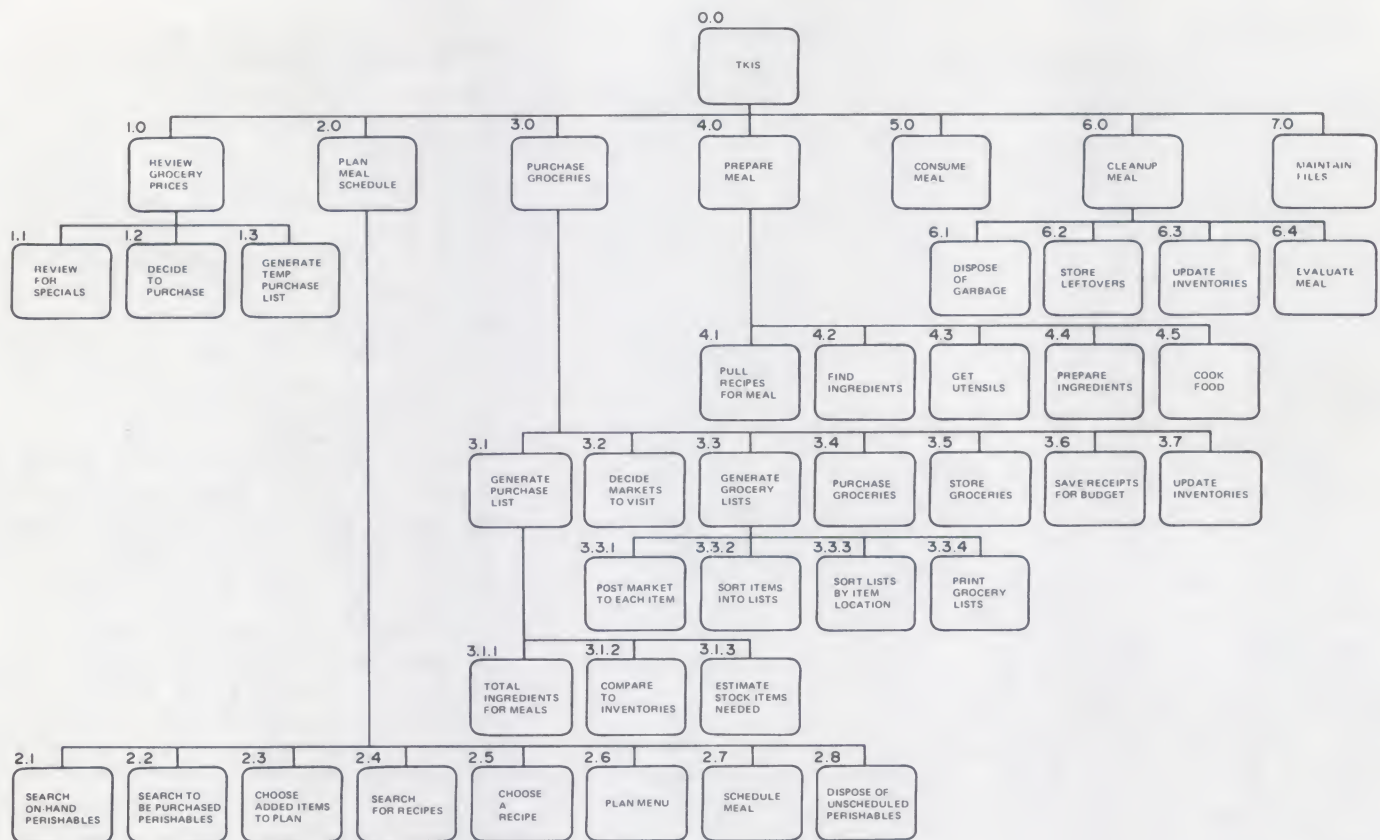 0.0
TKIS
1.0
REVIEW
GROCERY
PRICES
2.0
PLAN
MEAL
SCHEDULE
3.0
PURCHASE
GROCERIES
4.0
PREPARE
MEAL
5.0
CONSUME
MEAL
6.0
CLEANUP
MEAL
7.0
MAINTAIN
FILES
1.1
REVIEW
FOR
SPECIALS
1.2
DECIDE
TO
PURCHASE
1.3
GENERATE
TEMP
PURCHASE
LIST
6.1
DISPOSE
OF
GARBAGE
6.2
STORE
LEFTOVERS
6.3
UPDATE
INVENTORIES
6.4
EVALUATE
MEAL
4.1
PULL
RECIPES
FOR MEAL
4.2
FIND
INGREDIENTS
4.3
GET
UTENSILS
4.4
PREPARE
INGREDIENTS
4.5
COOK
FOOD
3.1
GENERATE
PURCHASE
LIST
3.2
DECIDE
MARKETS
TO VISIT
3.3
GENERATE
GROCERY
LISTS
3.4
PURCHASE
GROCERIES
3.5
STORE
GROCERIES
3.6
SAVE RECEIPTS
FOR BUDGET
3.7
UPDATE
INVENTORIES
3.3.1
POST MARKET
TO EACH ITEM
3.3.2
SORT ITEMS
INTO LISTS
3.3.3
SORT LISTS
BY ITEM
LOCATION
3.3.4
PRINT
GROCERY
LISTS
3.1.1
TOTAL
INGREDIENTS
FOR MEALS
3.1.2
COMPARE
TO
INVENTORIES
3.1.3
ESTIMATE
STOCK ITEMS
NEEDED
2.1
SEARCH
ON-HAND
PERISHABLES
2.2
SEARCH TO
BE PURCHASED
PERISHABLES
2.3
CHOOSE
ADDED ITEMS
TO PLAN
2.4
SEARCH
FOR RECIPES
2.5
CHOOSE
A
RECIPE
2.6
PLAN MENU
2.7
SCHEDULE
MEAL
2.8
DISPOSE OF
UNSCHEDULED
PERISHABLES